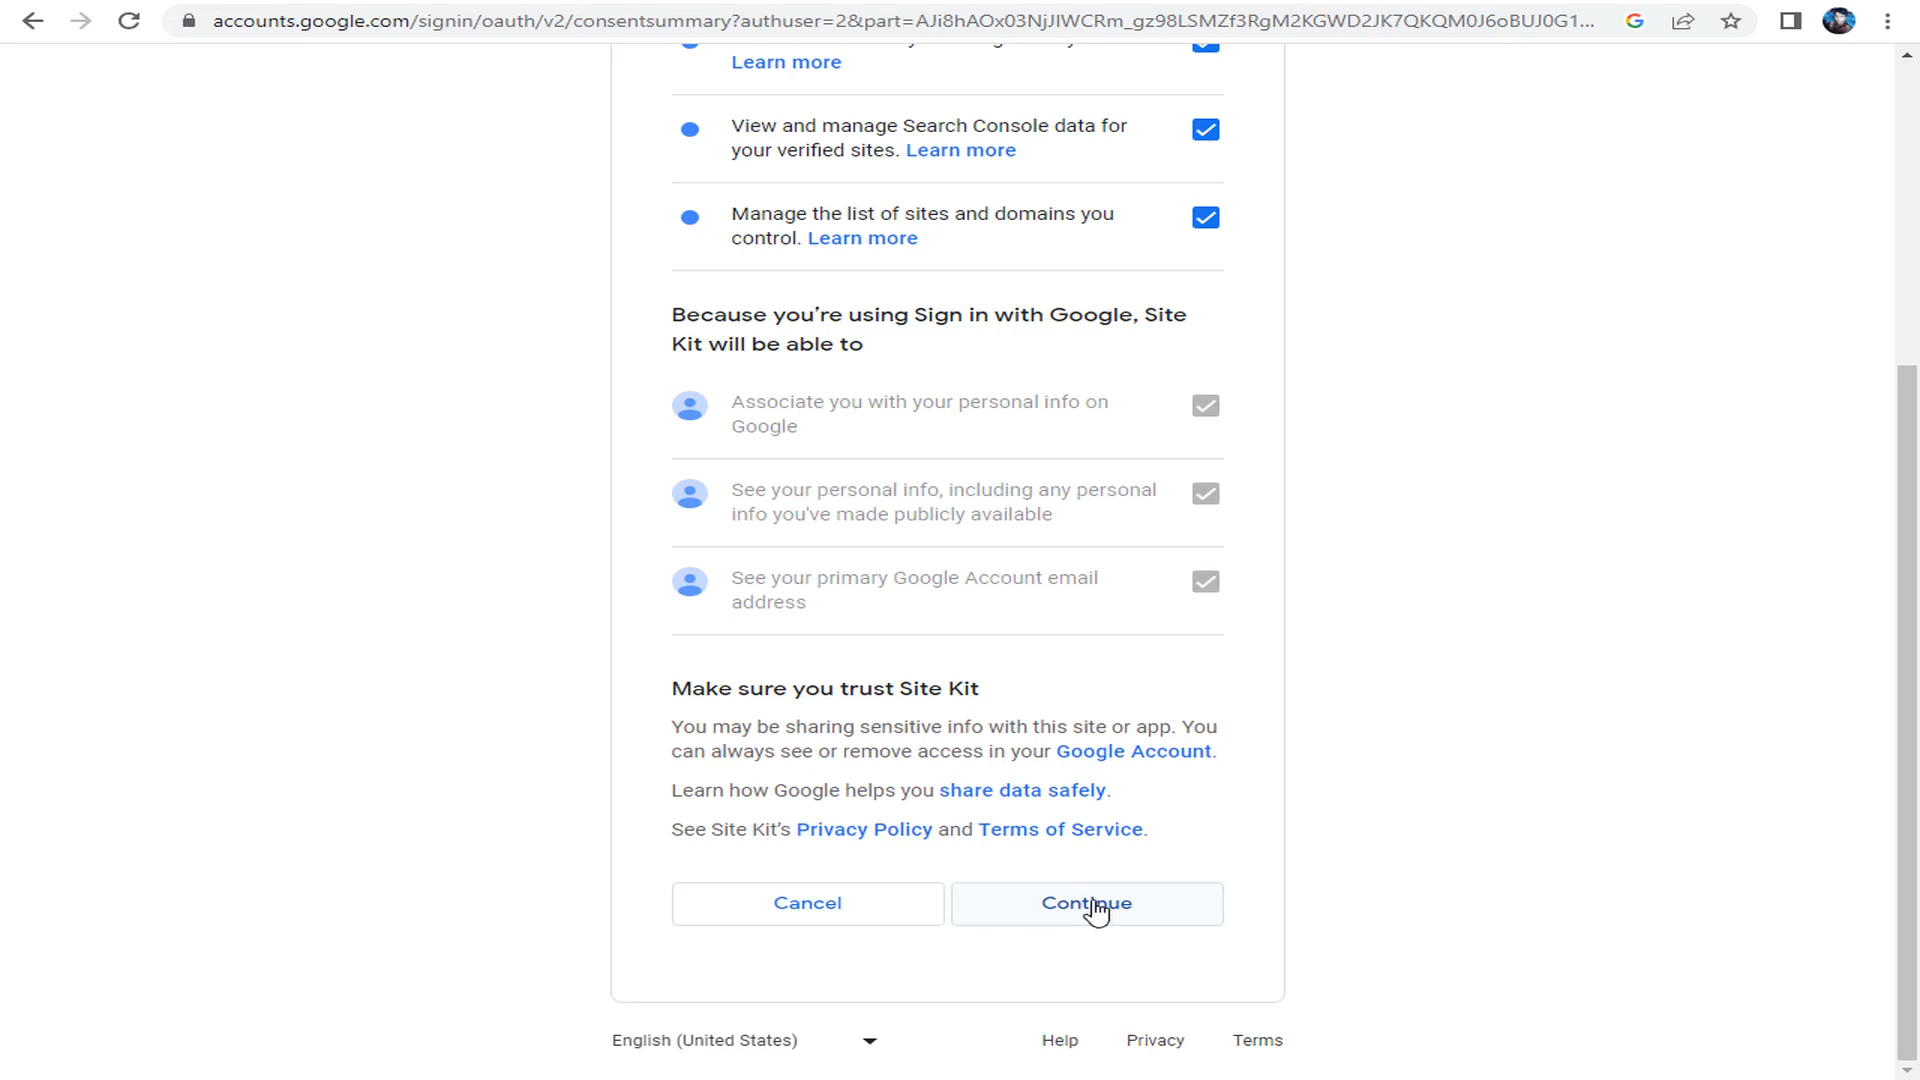 accounts.google.com/signin/oauth/v2/consentsummary?authuser=2&part=AJi8hAOx03NjJIWCRm_gz98LSMZf3RgM2KGWD2JK7QKQM0J6oBUJ0G1...
Learn more
View and manage Search Console data for
your verified sites. Learn more
Manage the list of sites and domains you
control. Learn more
Because you're using Sign in with Google, Site
Kit will be able to
Associate you with your personal info on
Google
See your personal info, including any personal
info you've made publicly available
See your primary Google Account email
address
Make sure you trust Site Kit
You may be sharing sensitive info with this site or app. You
can always see or remove access in your Google Account.
Learn how Google helps you share data safely.
See Site Kit's Privacy Policy and Terms of Service.
Cancel
Continue
English (United States)
Help
Privacy
Terms